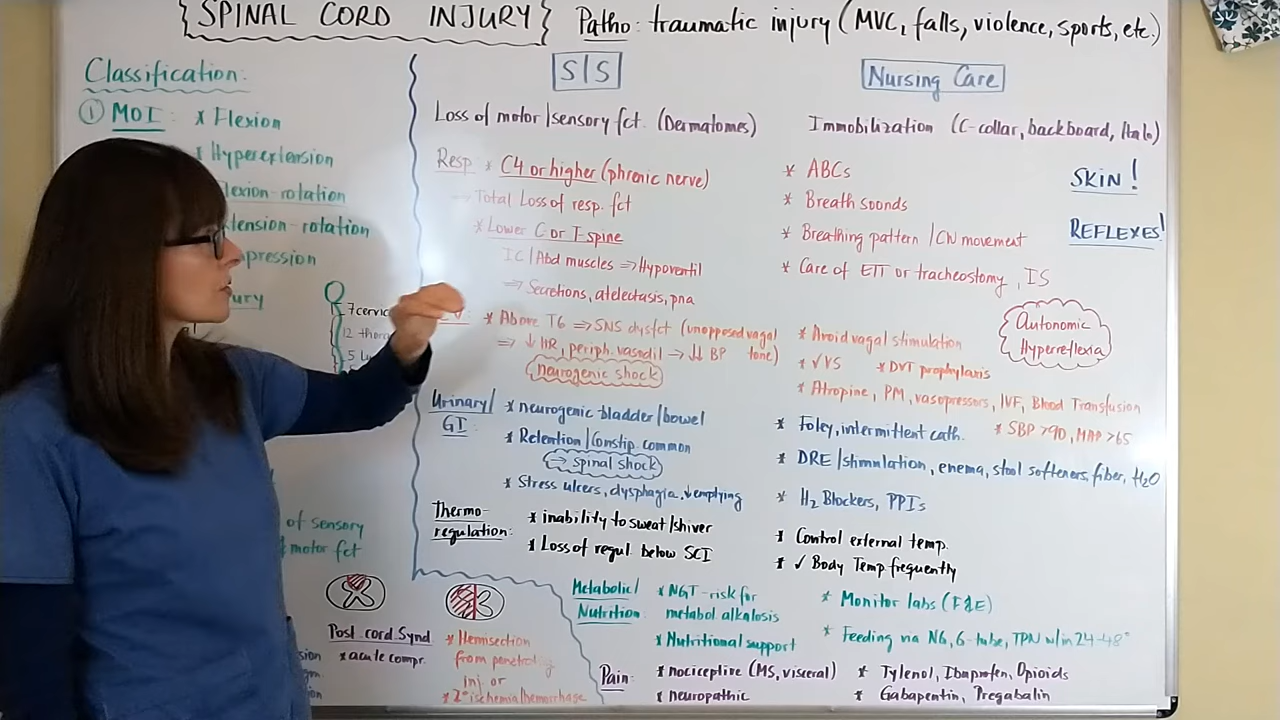 SPINAL CORD INJURY
Patho: traumatic injury (MVC, falls, violence, sports, etc.)
Classification:
① MOI: * Flexion
* Hyperextension
lexion-rotation
tension-rotation
pression
ury
7 cervic
12 thora
5 lu
of sensory
motor fct
Post cord Synd
* acute compr.
* Hemisection
from penetrating
inj. or
* 2° ischemia/hemorrhage
S/S
Loss of motor/sensory fct. (Dermatomes)
Resp * C4 or higher (phrenic nerve)
→ Total Loss of resp. fct
* Lower C or T spine
IC/Abd muscles ⇒ Hypoventil
⇒ Secretions, atelectasis, pna
* Above T6 ⇒ SNS dysfct (unopposed vagal
⇒ ↓ HR, periph. vasodil → ↓↓ BP tone)
neurogenic shock
Urinary/ * neurogenic bladder/bowel
GI:
* Retention/Constip. common
⇒ spinal shock
* Stress ulcers, dysphagia, ↓ emptying
Thermo- * inability to sweat/shiver
regulation: * Loss of regul. below SCI
Metabolic/ * NGT-risk for
Nutrition: metabol alkalosis
* Nutritional support
Pain: * nociceptive (MS, visceral)
* neuropathic
Nursing Care
Immobilization (C-collar, backboard, Halo)
* ABCs
* Breath sounds
* Breathing pattern/CW movement
* Care of ETT or tracheostomy, IS
SKIN!
REFLEXES!
Autonomic
Hyperreflexia
* Avoid vagal stimulation
* √VS * DVT prophylaxis
* Atropine, PM, vasopressors, IVF, Blood Transfusion
* SBP >90, MAP >65
* Foley, intermittent cath.
* DRE/stimulation, enema, stool softeners, fiber, H₂O
* H₂ Blockers, PPIs
* Control external temp.
* √ Body Temp frequently
* Monitor labs (F&E)
* Feeding via NG, G-tube, TPN w/in 24-48°
* Tylenol, Ibuprofen, Opioids
* Gabapentin, Pregabalin